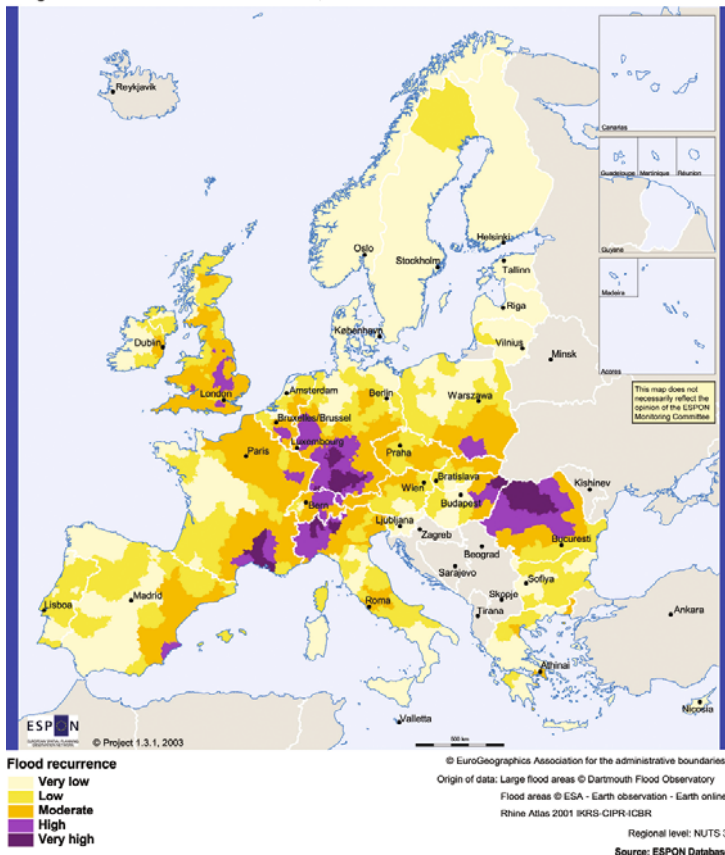 Reykjavik
Canarias
Guadeloupe Martinique Réunion
Guyane
Madeira
Acores
Helsinki
Oslo
Stockholm
Tallinn
Riga
København
Vilnius
Minsk
Dublin
London
Amsterdam
Berlin
Warszawa
This map does not
necessarily reflect the
opinion of the ESPON
Monitoring Committee
Bruxelles/Brussel
Luxembourg
Paris
Praha
Wien
Bratislava
Budapest
Kishinev
Bern
Ljubljana
Zagreb
Bucuresti
Beograd
Sarajevo
Sofiya
Madrid
Lisboa
Roma
Skopje
Tirana
Ankara
Athinai
Nicosia
Valletta
ESPON
© Project 1.3.1, 2003
500 km
Flood recurrence
Very low
Low
Moderate
High
Very high
© EuroGeographics Association for the administrative boundaries
Origin of data: Large flood areas © Dartmouth Flood Observatory
Flood areas © ESA - Earth observation - Earth online
Rhine Atlas 2001 IKRS-CIPR-ICBR
Regional level: NUTS 3
Source: ESPON Databas